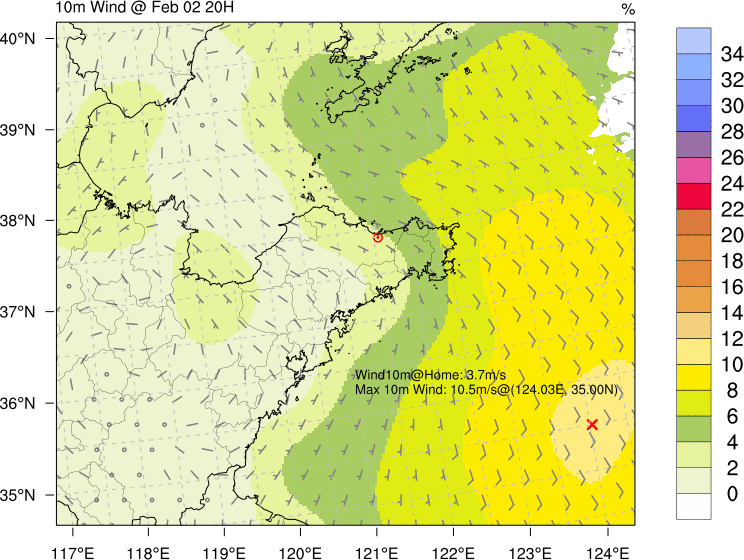 10m Wind @ Feb 02 20H
%
40°N
39°N
38°N
37°N
36°N
35°N
117°E
118°E
119°E
120°E
121°E
122°E
123°E
124°E
Wind10m@Home: 3.7m/s
Max 10m Wind: 10.5m/s@(124.03E, 35.00N)
34
32
30
28
26
24
22
20
18
16
14
12
10
8
6
4
2
0